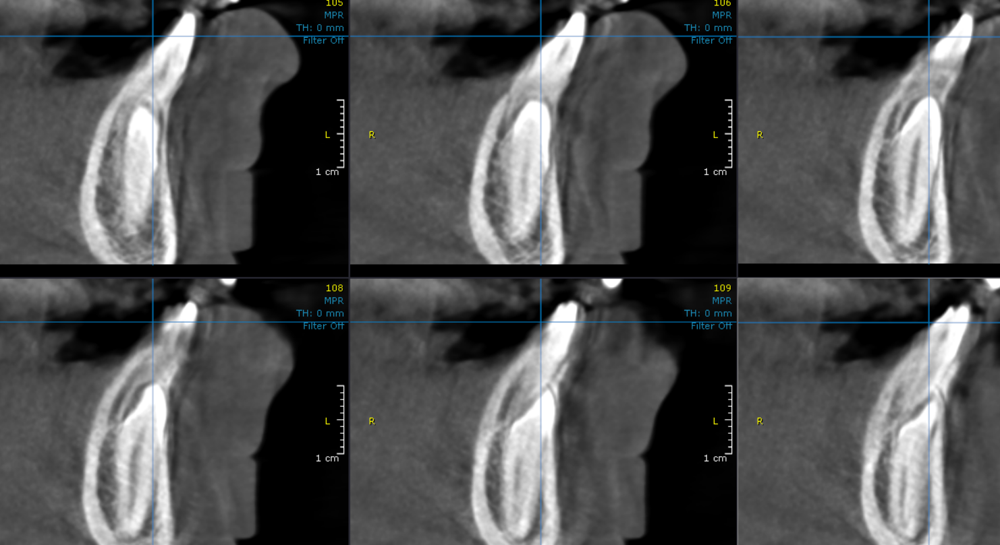 105
MPR
TH: 0 mm
Filter Off
L
1 cm
106
MPR
TH: 0 mm
Filter Off
R
L
1 cm
R
108
MPR
TH: 0 mm
Filter Off
L
1 cm
109
MPR
TH: 0 mm
Filter Off
R
L
1 cm
R